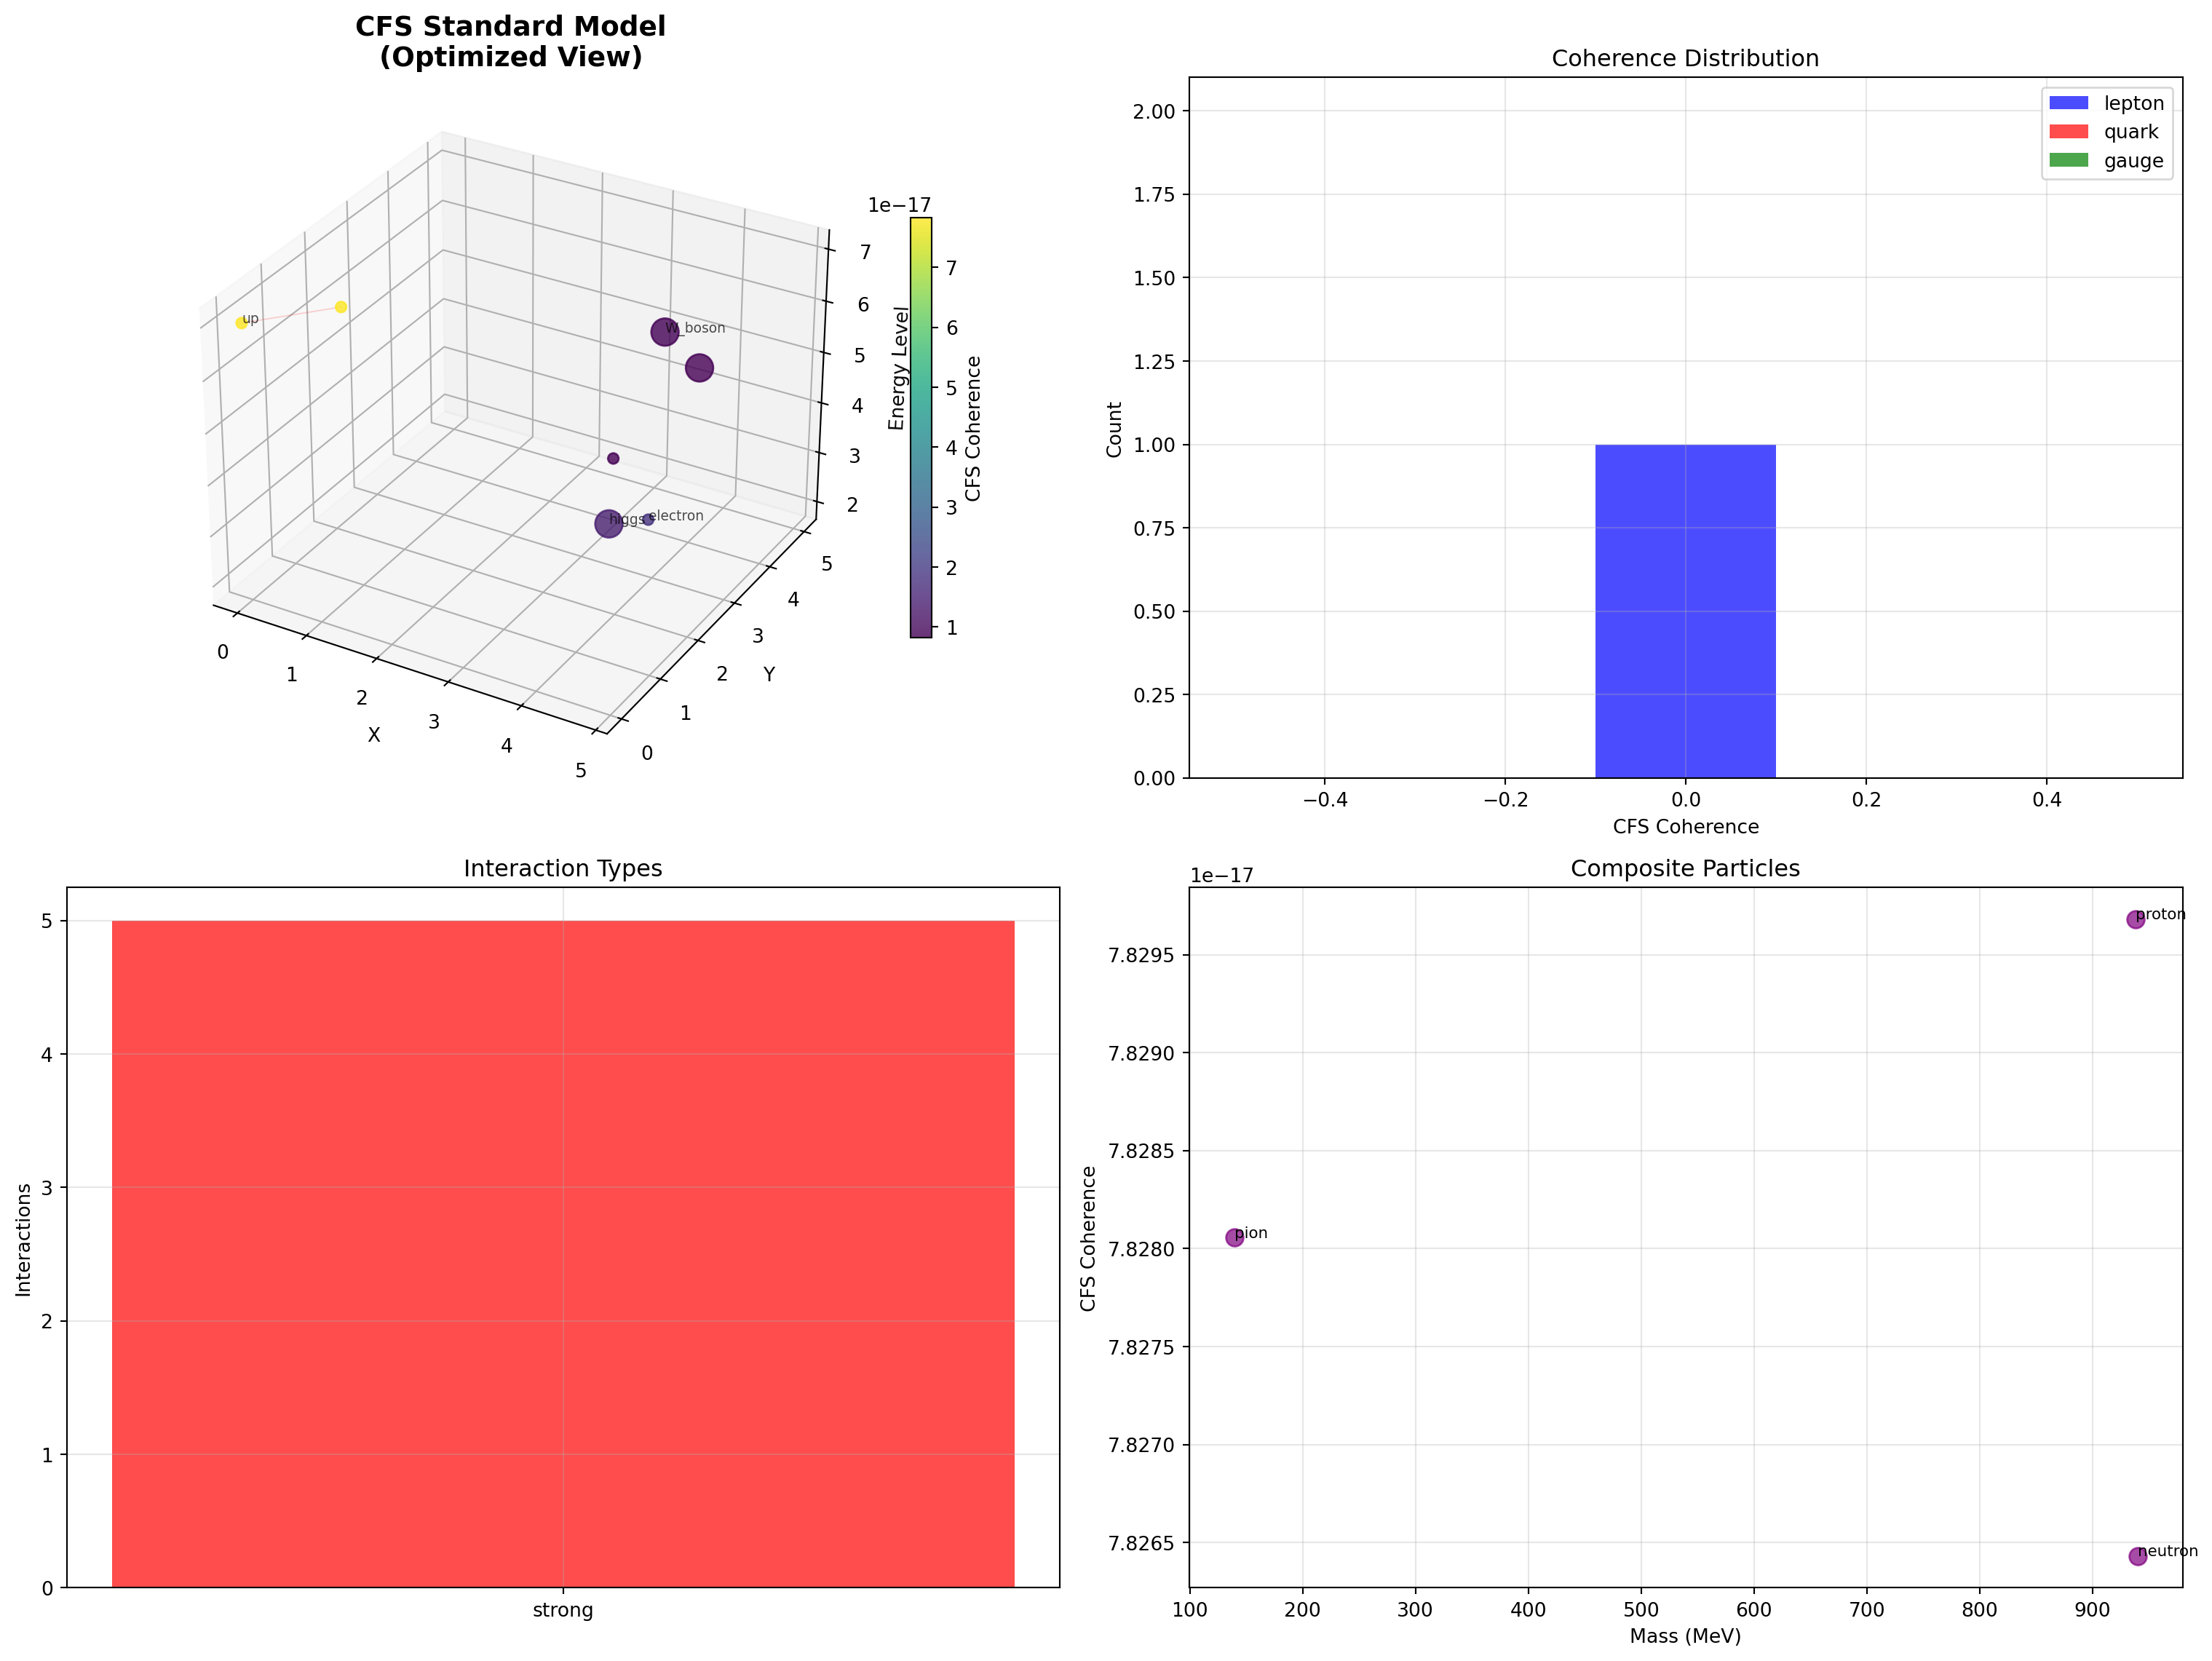 CFS Standard Model
(Optimized View)
up
W_boson
higgs
electron
0
1
2
3
4
5
X
0
1
2
3
4
5
Y
7
6
5
4
3
2
Energy Level
1e−17
7
6
5
4
3
2
1
CFS Coherence
Coherence Distribution
lepton
quark
gauge
2.00
1.75
1.50
1.25
1.00
0.75
0.50
0.25
0.00
Count
−0.4
−0.2
0.0
0.2
0.4
CFS Coherence
Interaction Types
5
4
3
2
1
0
Interactions
strong
Composite Particles
1e−17
7.8295
7.8290
7.8285
7.8280
7.8275
7.8270
7.8265
CFS Coherence
proton
pion
neutron
100
200
300
400
500
600
700
800
900
Mass (MeV)